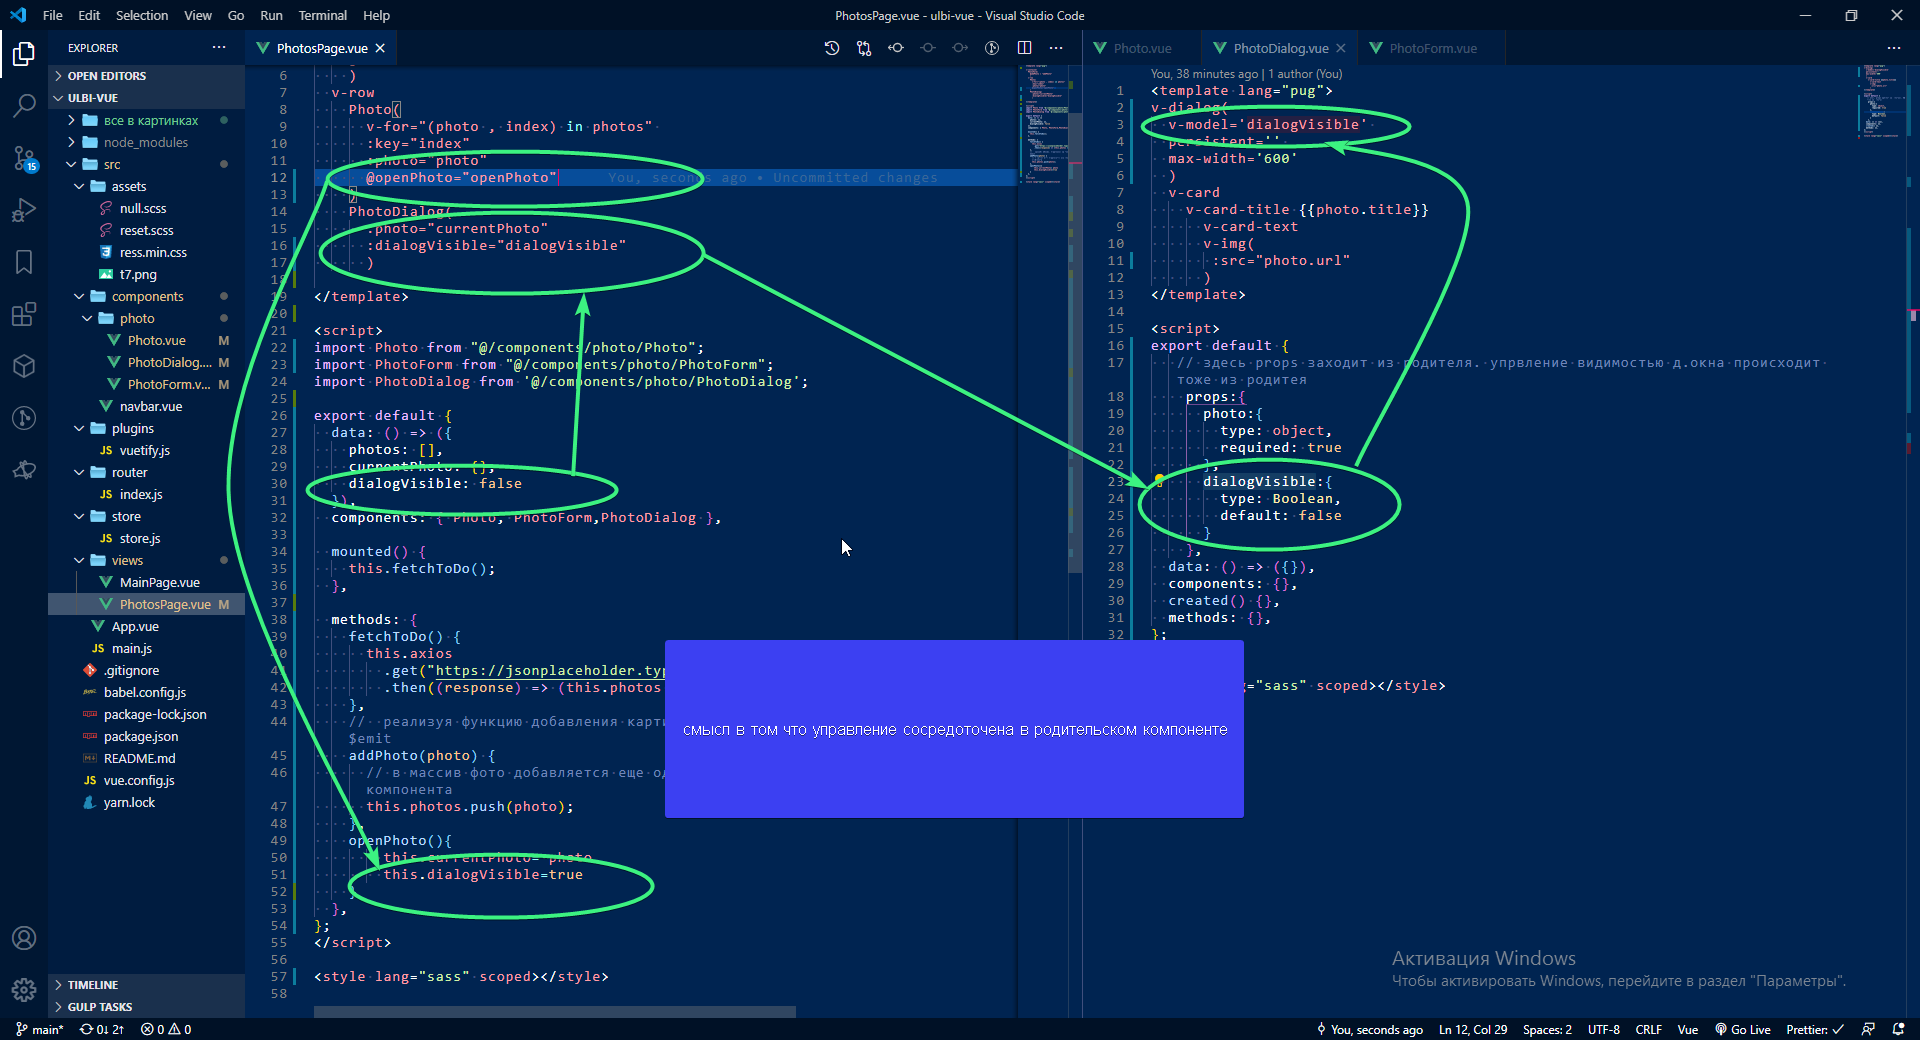 File Edit Selection View Go Run Terminal Help
PhotosPage.vue - ulbi-vue - Visual Studio Code
EXPLORER
OPEN EDITORS
ULBI-VUE
все в картинках
node_modules
src
assets
null.scss
reset.scss
ress.min.css
t7.png
components
photo
Photo.vue M
PhotoDialog.... M
PhotoForm.v... M
navbar.vue
plugins
JS vuetify.js
router
JS index.js
store
JS store.js
views
MainPage.vue
PhotosPage.vue M
App.vue
JS main.js
.gitignore
babel.config.js
package-lock.json
package.json
README.md
JS vue.config.js
yarn.lock
TIMELINE
GULP TASKS
15
PhotosPage.vue
6 )
7 v-row
8 Photo(
9 v-for="(photo , index) in photos"
10 :key="index"
11 :photo="photo"
12 @openPhoto="openPhoto" You, seconds ago • Uncommitted changes
13 )
14 PhotoDialog(
15 :photo="currentPhoto"
16 :dialogVisible="dialogVisible"
17 )
18
19 </template>
20
21 <script>
22 import Photo from "@/components/photo/Photo";
23 import PhotoForm from "@/components/photo/PhotoForm";
24 import PhotoDialog from '@/components/photo/PhotoDialog';
25
26 export default {
27 data: () => ({
28 photos: [],
29 currentPhoto: {},
30 dialogVisible: false
31 }),
32 components: { Photo, PhotoForm,PhotoDialog },
33
34 mounted() {
35 this.fetchToDo();
36 },
37
38 methods: {
39 fetchToDo() {
40 this.axios
41 .get("https://jsonplaceholder.typ
42 .then((response) => (this.photos
43 },
44 // реализуя функцию добавления карти
$emit
45 addPhoto(photo) {
46 // в массив фото добавляется еще од
компонента
47 this.photos.push(photo);
48 },
49 openPhoto(){
50 this.currentPhoto= photo
51 this.dialogVisible=true
52 }
53 },
54 };
55 </script>
56
57 <style lang="sass" scoped></style>
58
Photo.vue PhotoDialog.vue PhotoForm.vue
You, 38 minutes ago | 1 author (You)
1 <template lang="pug">
2 v-dialog(
3 v-model='dialogVisible'
4 persistent=''
5 max-width='600'
6 )
7 v-card
8 v-card-title {{photo.title}}
9 v-card-text
10 v-img(
11 :src="photo.url"
12 )
13 </template>
14
15 <script>
16 export default {
17 // здесь props заходит из родителя. упрвление видимостью д.окна происходит
тоже из родитея
18 props:{
19 photo:{
20 type: object,
21 required: true
22 },
23 dialogVisible:{
24 type: Boolean,
25 default: false
26 }
27 },
28 data: () => ({}),
29 components: {},
30 created() {},
31 methods: {},
32 };
="sass" scoped></style>
смысл в том что управление сосредоточена в родительском компоненте
Активация Windows
Чтобы активировать Windows, перейдите в раздел "Параметры".
main* 0↓ 2↑ 0 0 You, seconds ago Ln 12, Col 29 Spaces: 2 UTF-8 CRLF Vue Go Live Prettier: ✓